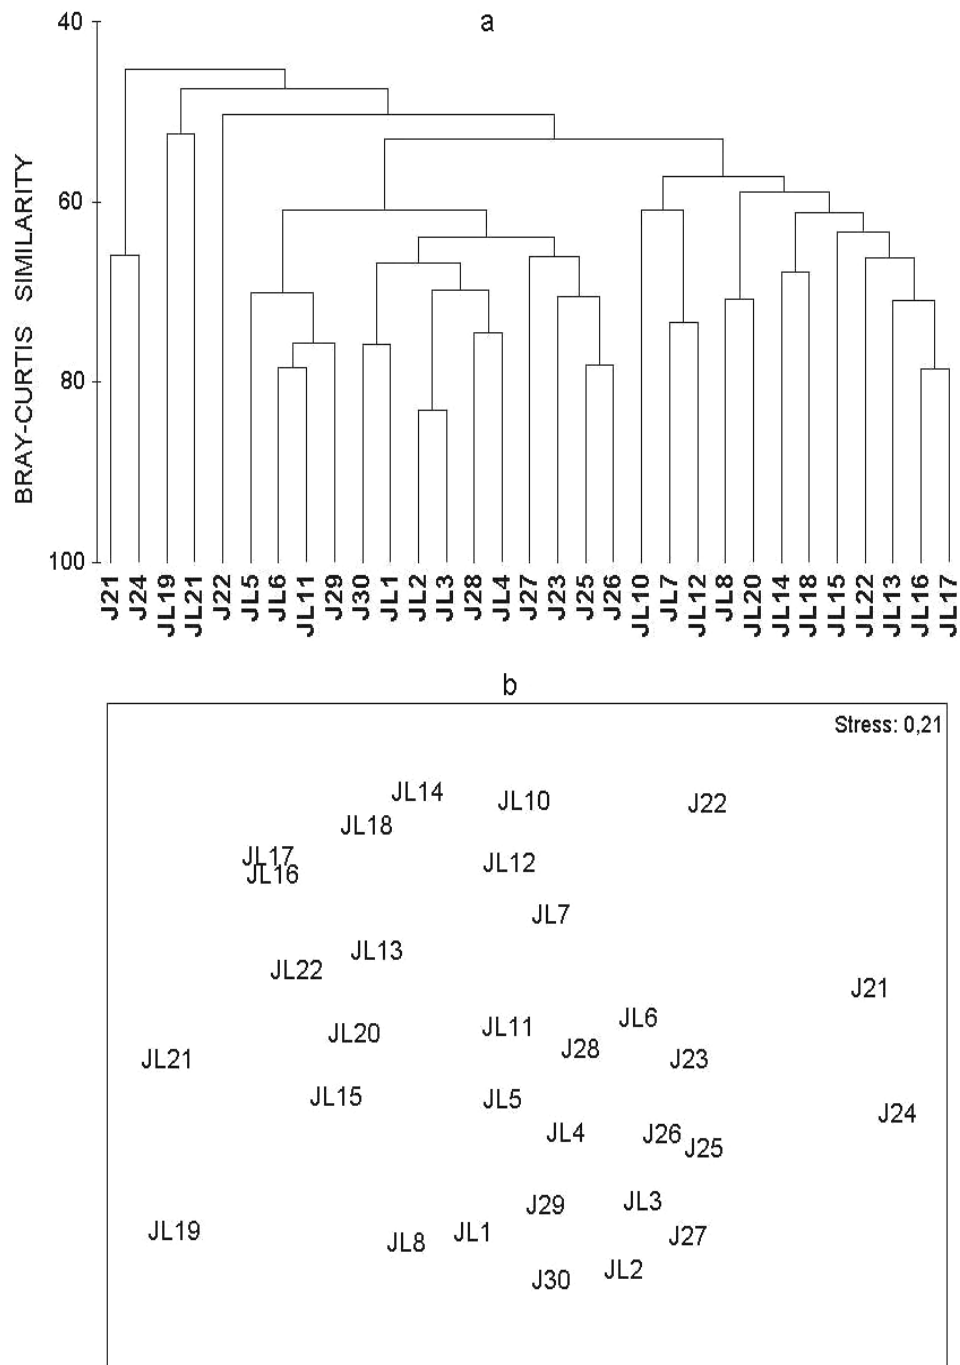 a
40
60
80
100
BRAY-CURTIS SIMILARITY
J21 J24 JL19 JL21 J22 JL5 JL6 JL11 J29 J30 JL1 JL2 JL3 J28 JL4 J27 J23 J25 J26 JL10 JL7 JL12 JL8 JL20 JL14 JL18 JL15 JL22 JL13 JL16 JL17
b
Stress: 0,21
JL14
JL10
J22
JL18
JL17
JL12
JL16
JL7
JL13
JL22
J21
JL6
JL11
JL20
J28
J23
JL21
JL15
JL5
J24
JL4
J26
J25
JL3
J29
JL19
JL1
J27
JL8
JL2
J30